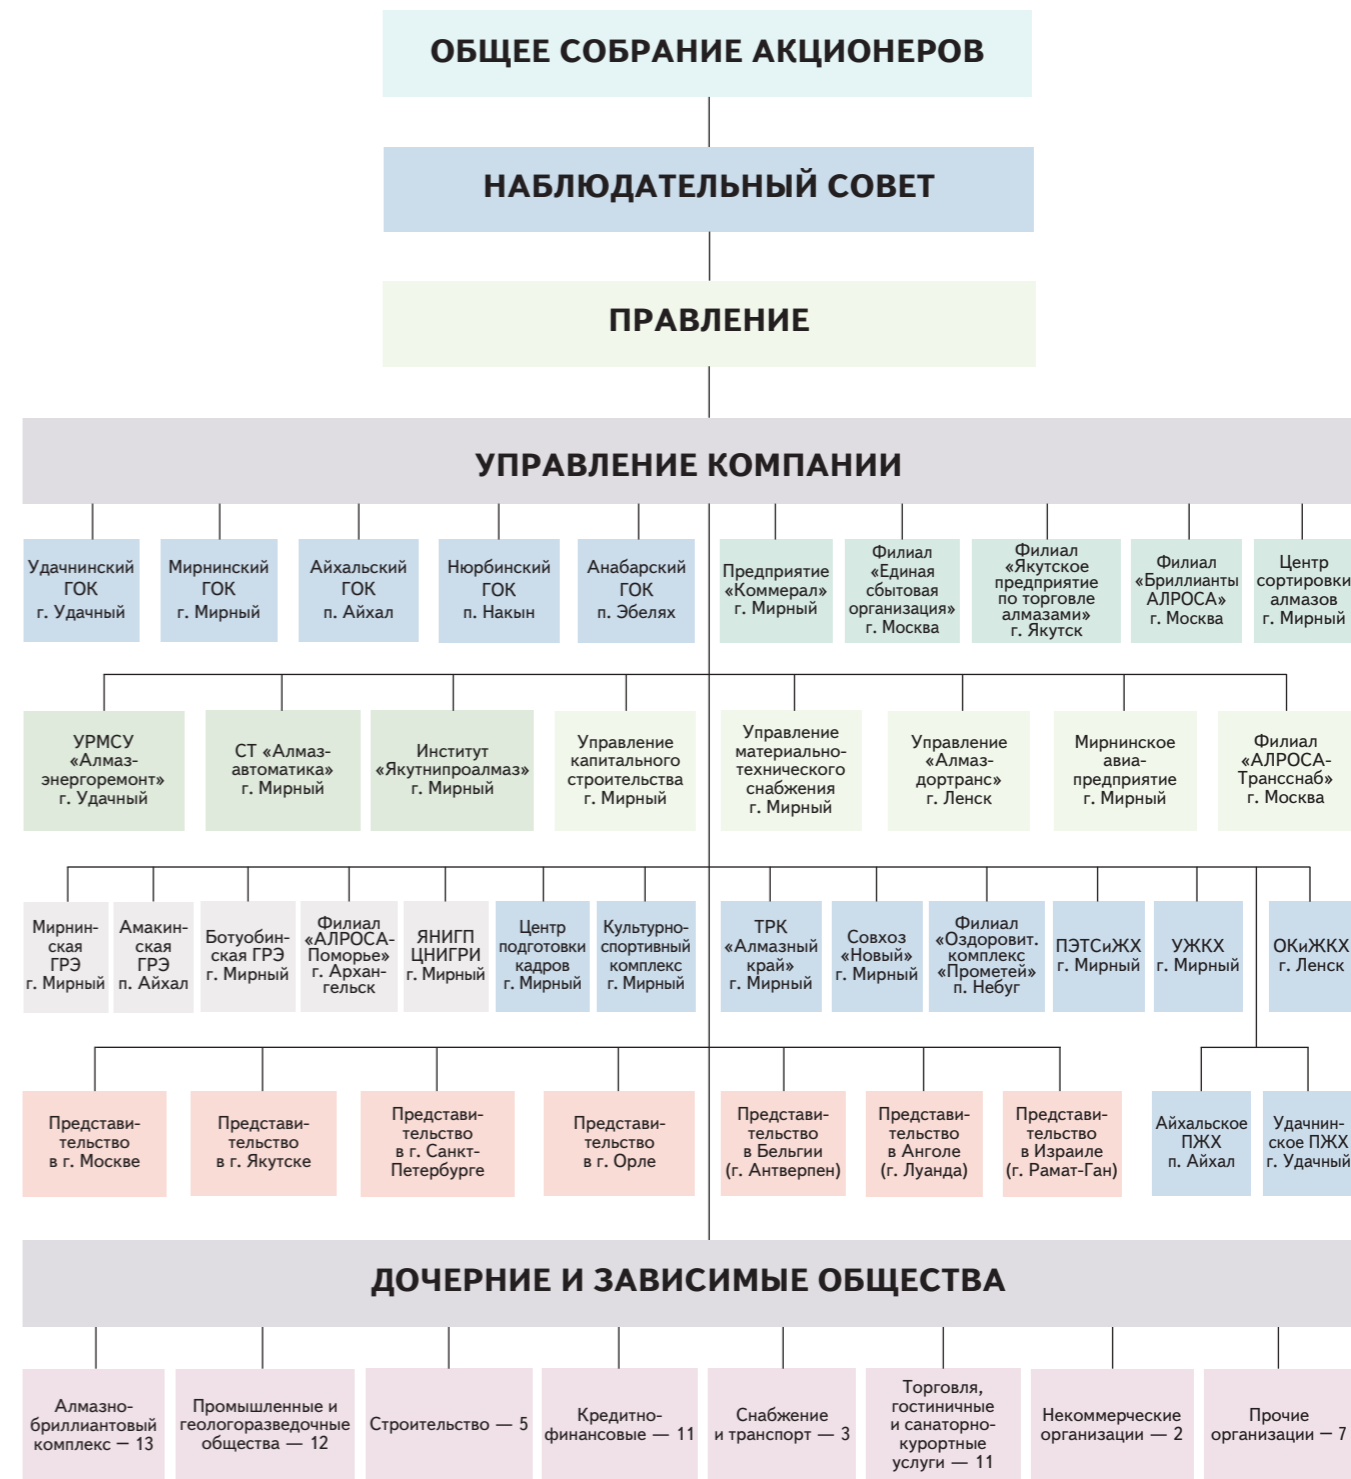 ОБЩЕЕ СОБРАНИЕ АКЦИОНЕРОВ
НАБЛЮДАТЕЛЬНЫЙ СОВЕТ
ПРАВЛЕНИЕ
УПРАВЛЕНИЕ КОМПАНИИ
Удачнинский
ГОК
г. Удачный
Мирнинский
ГОК
г. Мирный
Айхальский
ГОК
п. Айхал
Нюрбинский
ГОК
п. Накын
Анабарский
ГОК
п. Эбелях
Предприятие
«Коммерал»
г. Мирный
Филиал
«Единая
сбытовая
организация»
г. Москва
Филиал
«Якутское
предприятие
по торговле
алмазами»
г. Якутск
Филиал
«Бриллианты
АЛРОСА»
г. Москва
Центр
сортировки
алмазов
г. Мирный
УРМСУ
«Алмаз-
энергоремонт»
г. Удачный
СТ «Алмаз-
автоматика»
г. Мирный
Институт
«Якутнипроалмаз»
г. Мирный
Управление
капитального
строительства
г. Мирный
Управление
материально-
технического
снабжения
г. Мирный
Управление
«Алмаз-
дортранс»
г. Ленск
Мирнинское
авиа-
предприятие
г. Мирный
Филиал
«АЛРОСА-
Трансснаб»
г. Москва
Мирнин-
ская
ГРЭ
г. Мирный
Амакин-
ская
ГРЭ
п. Айхал
Ботуобин-
ская ГРЭ
г. Мирный
Филиал
«АЛРОСА-
Поморье»
г. Архан-
гельск
ЯНИГП
ЦНИГРИ
г. Мирный
Центр
подготовки
кадров
г. Мирный
Культурно-
спортивный
комплекс
г. Мирный
ТРК
«Алмазный
край»
г. Мирный
Совхоз
«Новый»
г. Мирный
Филиал
«Оздоровит.
комплекс
«Прометей»
п. Небуг
ПЭТСиЖХ
г. Мирный
УЖКХ
г. Мирный
ОКиЖКХ
г. Ленск
Представи-
тельство
в г. Москве
Представи-
тельство
в г. Якутске
Представи-
тельство
в г. Санкт-
Петербурге
Представи-
тельство
в г. Орле
Представи-
тельство
в Бельгии
(г. Антверпен)
Представи-
тельство
в Анголе
(г. Луанда)
Представи-
тельство
в Израиле
(г. Рамат-Ган)
Айхальское
ПЖХ
п. Айхал
Удачнин-
ское ПЖХ
г. Удачный
ДОЧЕРНИЕ И ЗАВИСИМЫЕ ОБЩЕСТВА
Алмазно-
бриллиантовый
комплекс — 13
Промышленные и
геологоразведочные
общества — 12
Строительство — 5
Кредитно-
финансовые — 11
Снабжение
и транспорт — 3
Торговля,
гостиничные
и санаторно-
курортные
услуги — 11
Некоммерческие
организации — 2
Прочие
организации — 7